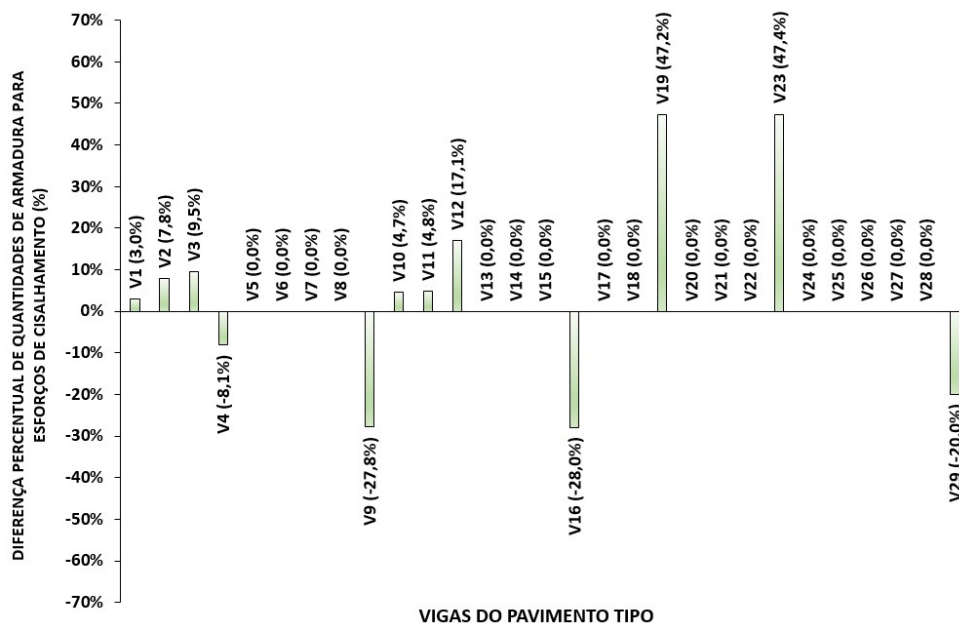 DIFERENÇA PERCENTUAL DE QUANTIDADES DE ARMADURA PARA
ESFORÇOS DE CISALHAMENTO (%)
70%
60%
50%
40%
30%
20%
10%
0%
-10%
-20%
-30%
-40%
-50%
-60%
-70%
V1 (3,0%)
V2 (7,8%)
V3 (9,5%)
V4 (-8,1%)
V5 (0,0%)
V6 (0,0%)
V7 (0,0%)
V8 (0,0%)
V9 (-27,8%)
V10 (4,7%)
V11 (4,8%)
V12 (17,1%)
V13 (0,0%)
V14 (0,0%)
V15 (0,0%)
V16 (-28,0%)
V17 (0,0%)
V18 (0,0%)
V19 (47,2%)
V20 (0,0%)
V21 (0,0%)
V22 (0,0%)
V23 (47,4%)
V24 (0,0%)
V25 (0,0%)
V26 (0,0%)
V27 (0,0%)
V28 (0,0%)
V29 (-20,0%)
VIGAS DO PAVIMENTO TIPO